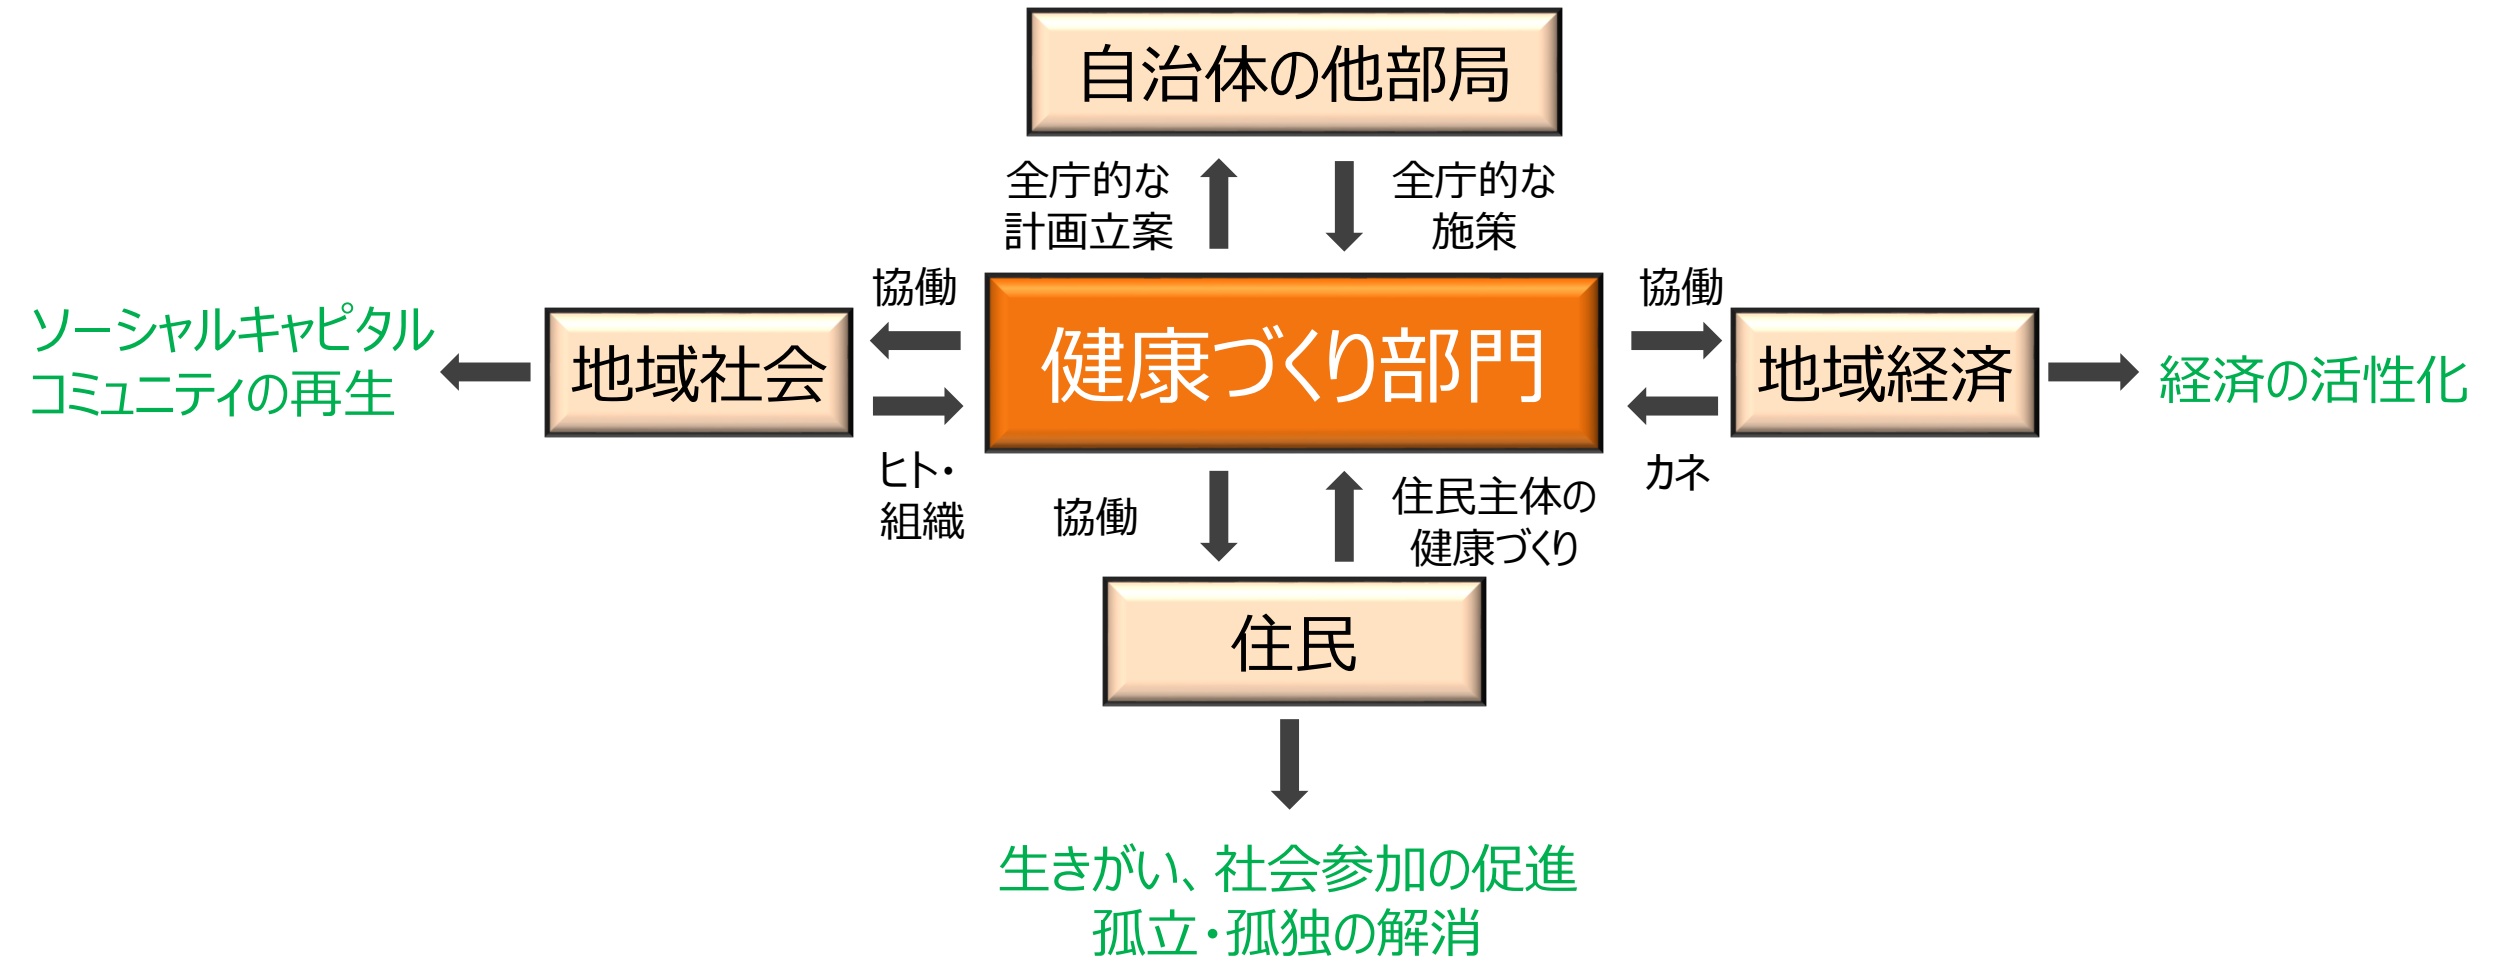 自治体の他部局
全庁的な
計画立案
全庁的な
施策
協働
協働
ソーシャルキャピタル
コミュニティの再生
地域社会
健康づくり部門
地域経済
経済の活性化
ヒト・
組織
カネ
協働
住民主体の
健康づくり
住民
生きがい、社会参加の促進
孤立・孤独の解消